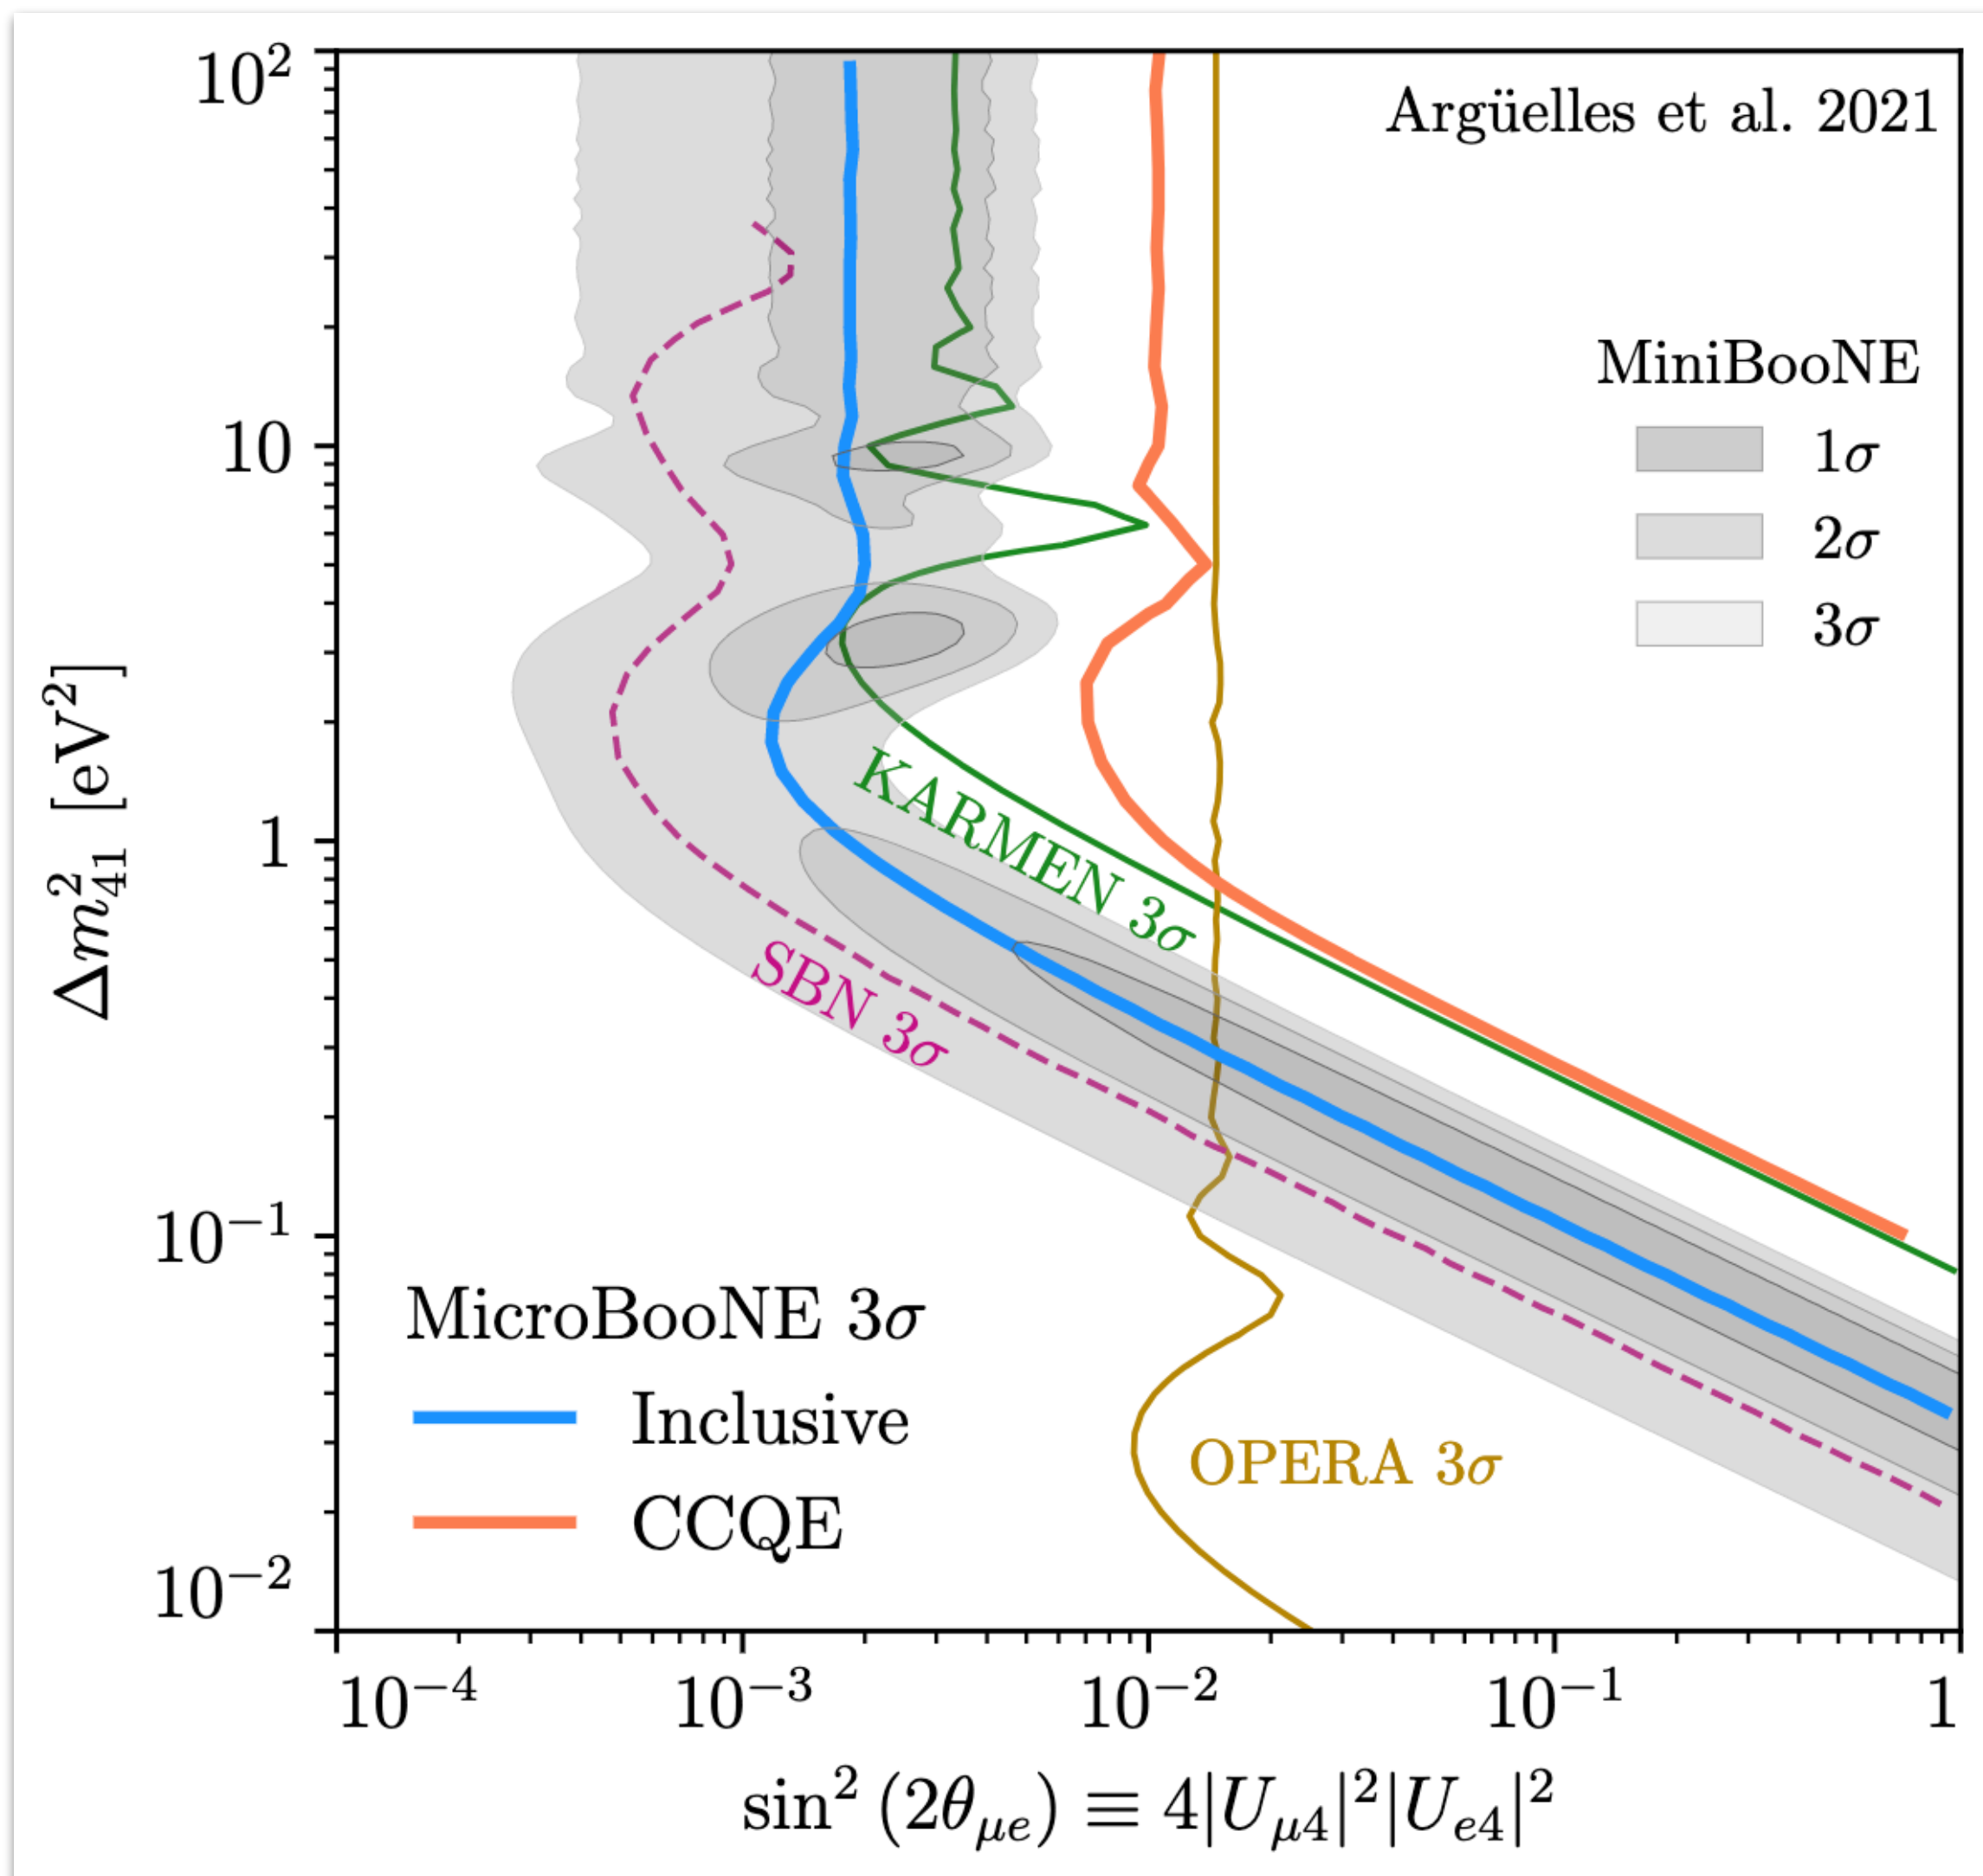 Argüelles et al. 2021
MiniBooNE
1σ
2σ
3σ
10²
10
1
10⁻¹
10⁻²
Δm²₄₁ [eV²]
KARMEN 3σ
SBN 3σ
OPERA 3σ
MicroBooNE 3σ
Inclusive
CCQE
10⁻⁴ 10⁻³ 10⁻² 10⁻¹ 1
sin² (2θ_μe) ≡ 4|U_μ4|²|U_e4|²